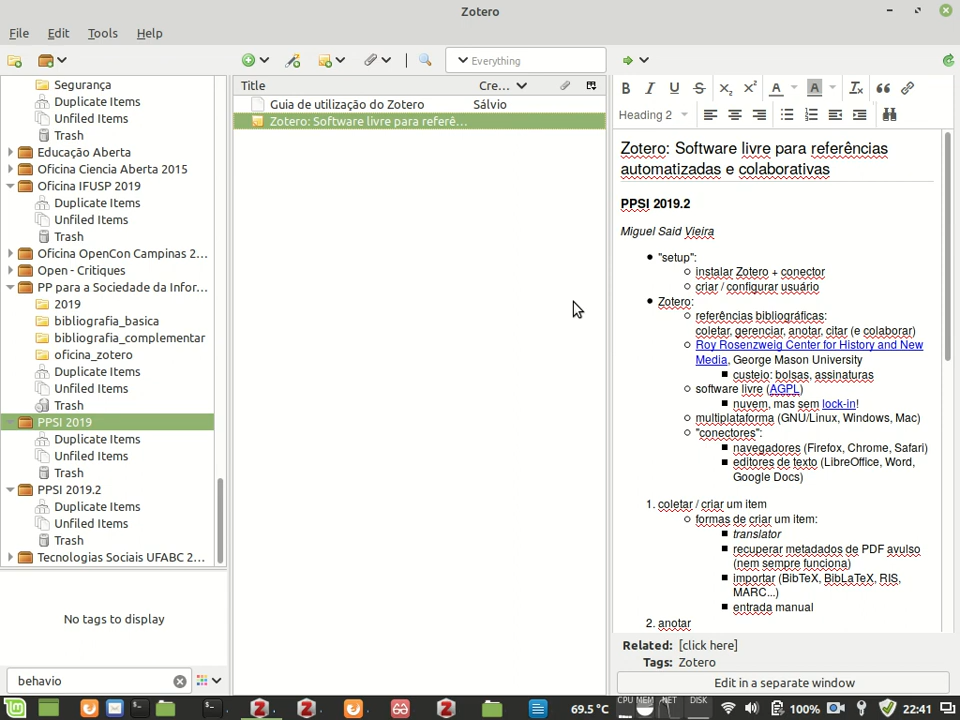 Zotero
File Edit Tools Help
Everything
Segurança
Duplicate Items
Unfiled Items
Trash
Educação Aberta
Oficina Ciencia Aberta 2015
Oficina IFUSP 2019
Duplicate Items
Unfiled Items
Trash
Oficina OpenCon Campinas 2...
Open - Critiques
PP para a Sociedade da Infor...
2019
bibliografia_basica
bibliografia_complementar
oficina_zotero
Duplicate Items
Unfiled Items
Trash
PPSI 2019
Duplicate Items
Unfiled Items
Trash
PPSI 2019.2
Duplicate Items
Unfiled Items
Trash
Tecnologias Sociais UFABC 2...
No tags to display
behavio
Title Cre...
Guia de utilização do Zotero Sálvio
Zotero: Software livre para referê...
Heading 2
Zotero: Software livre para referências
automatizadas e colaborativas
PPSI 2019.2
Miguel Said Vieira
"setup":
instalar Zotero + conector
criar / configurar usuário
Zotero:
referências bibliográficas:
coletar, gerenciar, anotar, citar (e colaborar)
Roy Rosenzweig Center for History and New
Media, George Mason University
custeio: bolsas, assinaturas
software livre (AGPL)
nuvem, mas sem lock-in!
multiplataforma (GNU/Linux, Windows, Mac)
"conectores":
navegadores (Firefox, Chrome, Safari)
editores de texto (LibreOffice, Word,
Google Docs)
1. coletar / criar um item
formas de criar um item:
translator
recuperar metadados de PDF avulso
(nem sempre funciona)
importar (BibTeX, BibLaTeX, RIS,
MARC...)
entrada manual
2. anotar
Related: [click here]
Tags: Zotero
Edit in a separate window
69.5°C CPU MEM NET DISK 100% 22:41